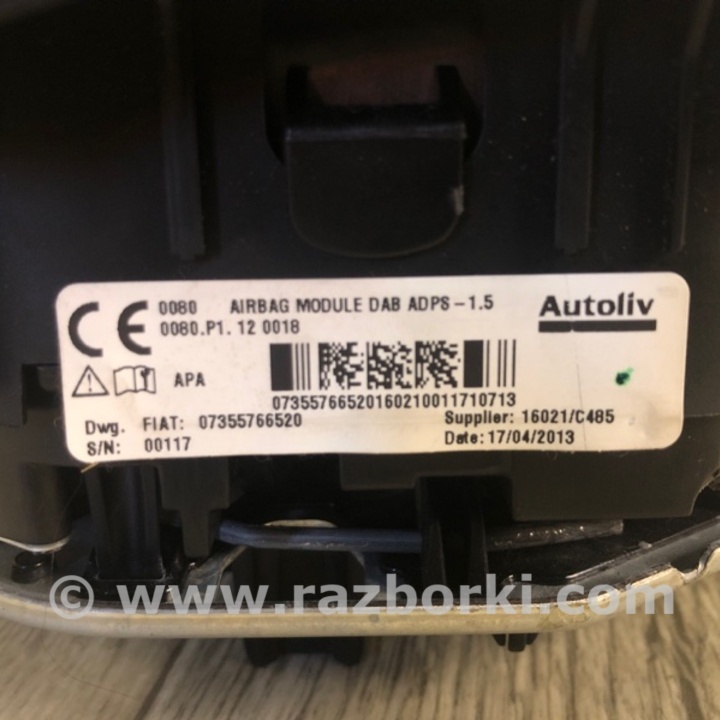 CE 0080 AIRBAG MODULE DAB ADPS-1.5 Autoliv
0080.P1. 12 0018
APA
07355766520160210011710713
Dwg. FIAT: 07355766520 Supplier: 16021/C485
S/N: 00117 Date: 17/04/2013
© www.razborki.com